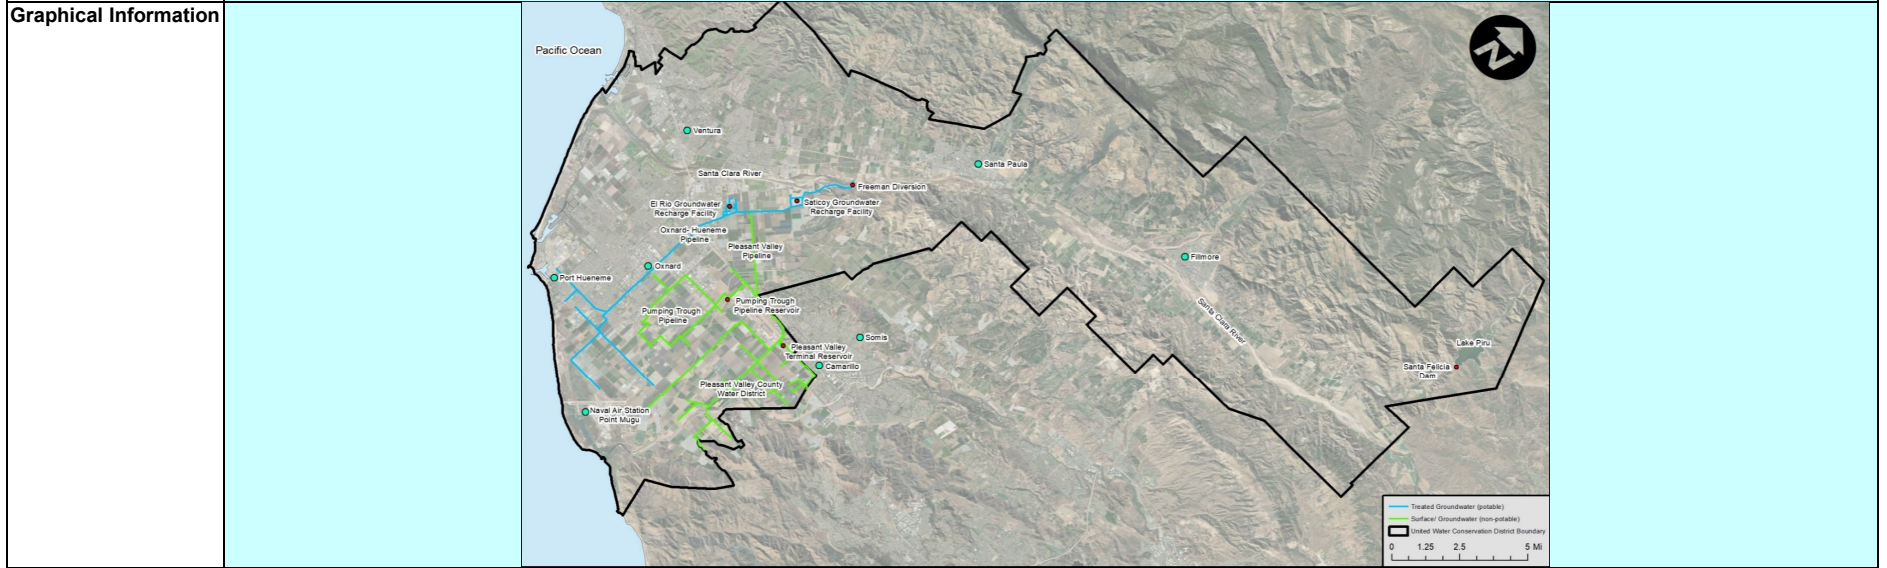 Graphical Information
Pacific Ocean
N
Ventura
Santa Paula
Santa Clara River
Freeman Diversion
El Rio Groundwater
Recharge Facility
Saticoy Groundwater
Recharge Facility
Oxnard- Hueneme
Pipeline
Pleasant Valley
Pipeline
Fillmore
Oxnard
Port Hueneme
Pumping Trough
Pipeline Reservoir
Pumping Trough
Pipeline
Santa Clara River
Somis
Pleasant Valley
Terminal Reservoir
Camarillo
Lake Piru
Santa Felicia
Dam
Pleasant Valley County
Water District
Naval Air Station
Point Mugu
Treated Groundwater (potable)
Surface/ Groundwater (non-potable)
United Water Conservation District Boundary
0 1.25 2.5 5 Mi